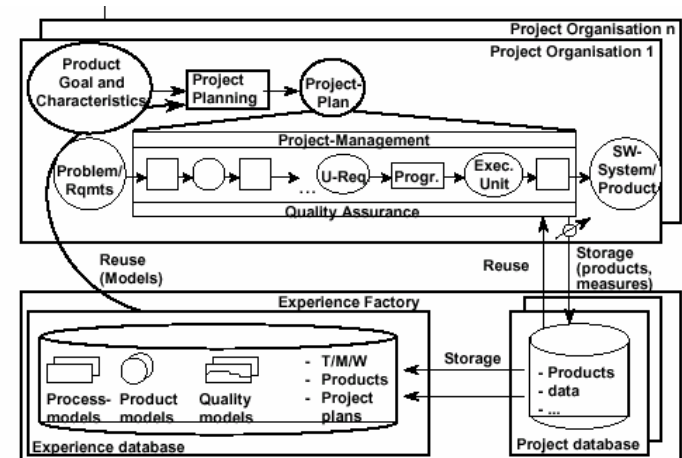 Project Organisation n
Project Organisation 1
Product
Goal and
Characteristics
Project
Planning
Project-
Plan
Project-Management
Problem/
Rqmts
...
U-Req.
Progr.
Exec.
Unit
SW-
System/
Product
Quality Assurance
Reuse
(Models)
Reuse
Storage
(products,
measures)
Experience Factory
Process-
models
Product
models
Quality
models
- T/M/W
- Products
- Project
plans
Experience database
Storage
- Products
- data
- ...
Project database